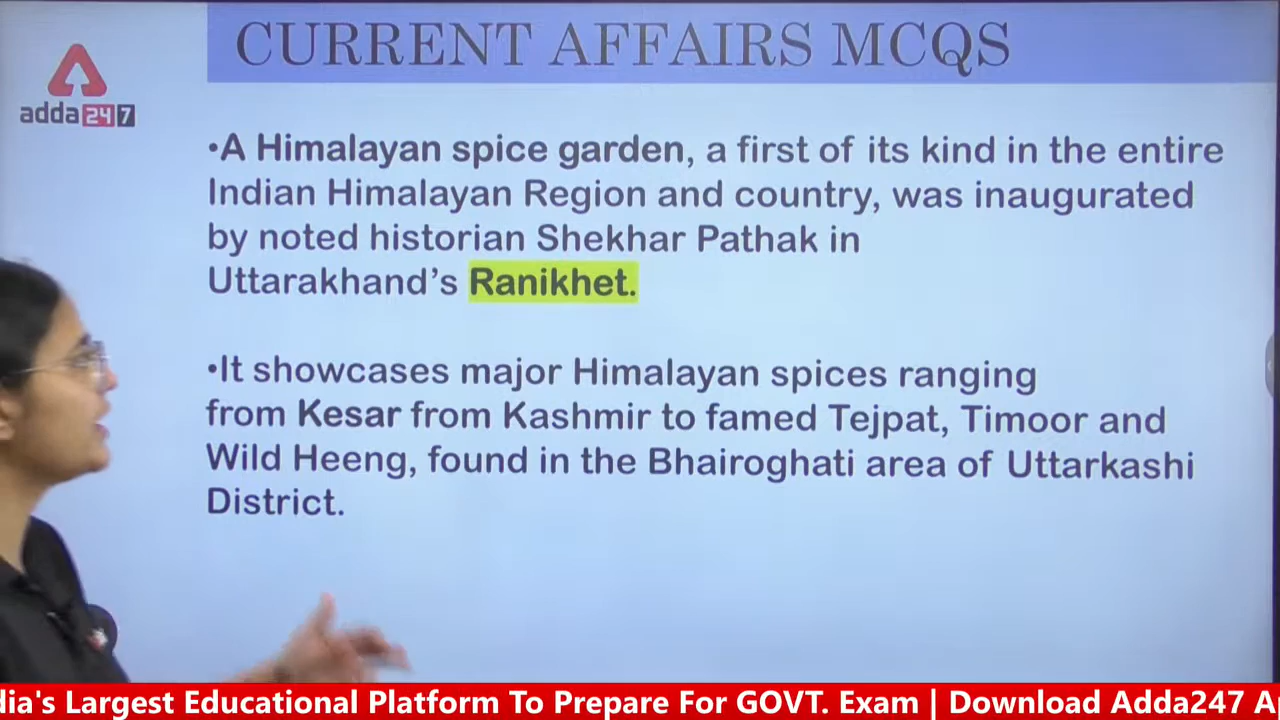 CURRENT AFFAIRS MCQS
adda247
•A Himalayan spice garden, a first of its kind in the entire
Indian Himalayan Region and country, was inaugurated
by noted historian Shekhar Pathak in
Uttarakhand’s Ranikhet.
•It showcases major Himalayan spices ranging
from Kesar from Kashmir to famed Tejpat, Timoor and
Wild Heeng, found in the Bhairoghati area of Uttarkashi
District.
dia's Largest Educational Platform To Prepare For GOVT. Exam | Download Adda247 A